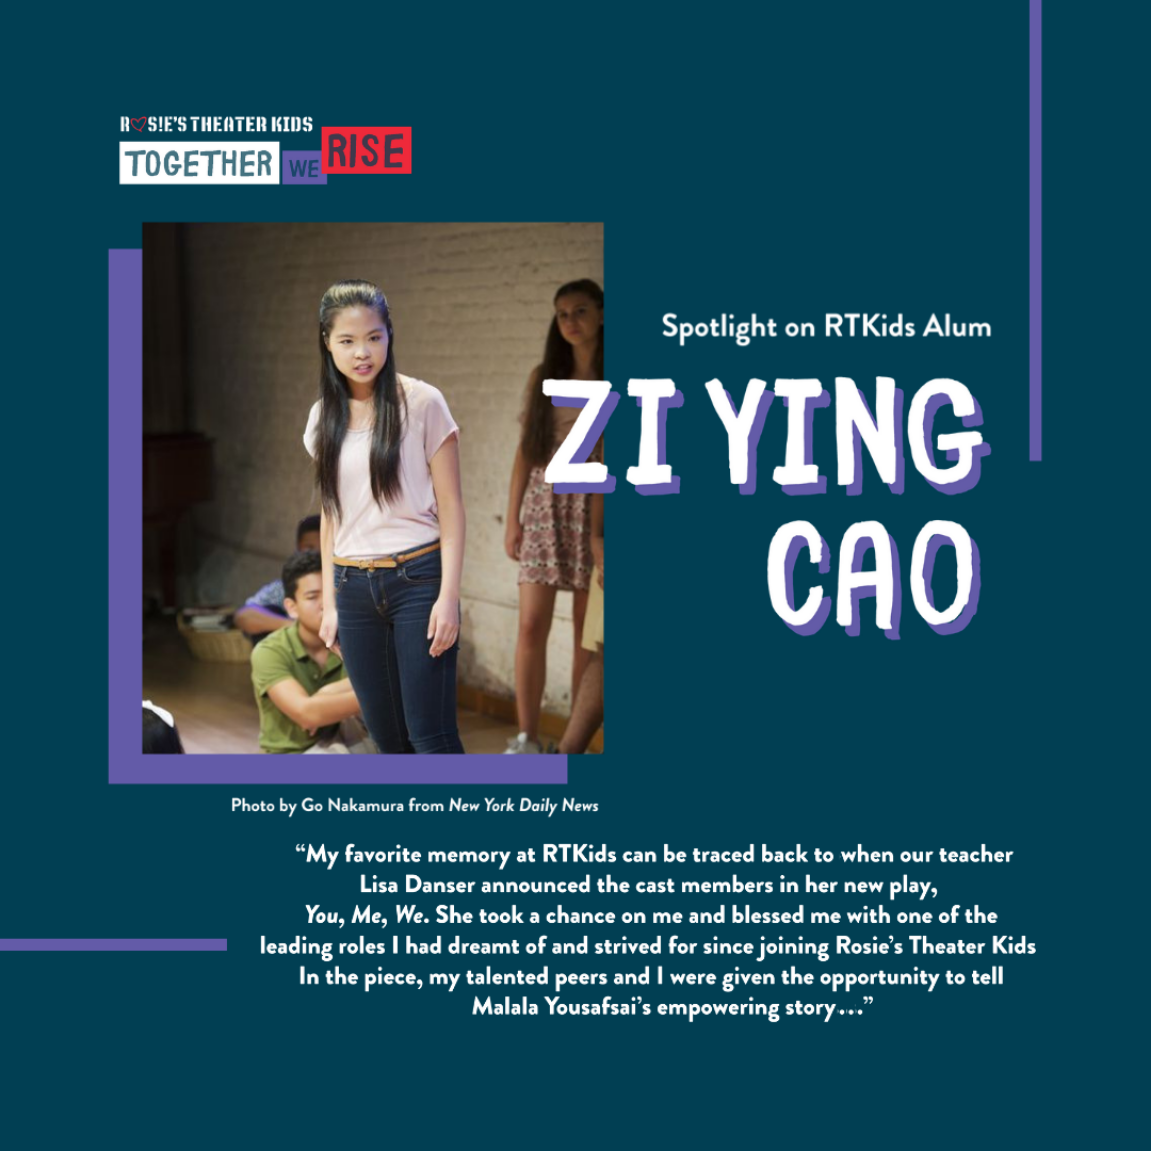 R♡S!E'S THEATER KIDS
TOGETHER WE RISE
Spotlight on RTKids Alum
ZI YING
CAO
Photo by Go Nakamura from New York Daily News
“My favorite memory at RTKids can be traced back to when our teacher
Lisa Danser announced the cast members in her new play,
You, Me, We. She took a chance on me and blessed me with one of the
leading roles I had dreamt of and strived for since joining Rosie’s Theater Kids
In the piece, my talented peers and I were given the opportunity to tell
Malala Yousafsai’s empowering story...”